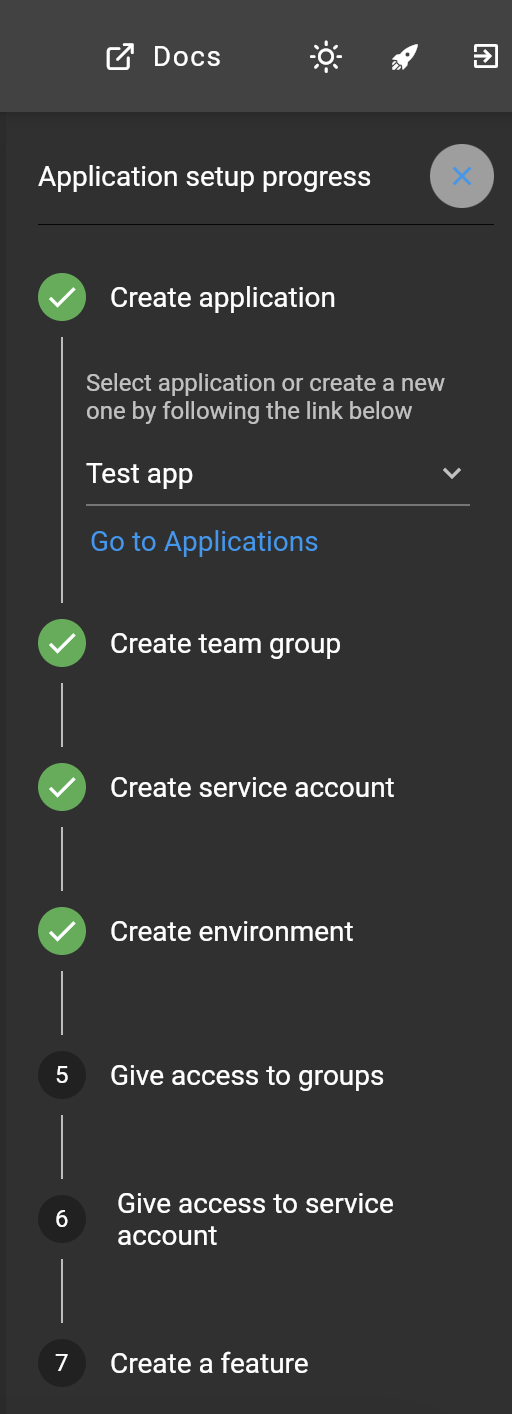 Docs
Application setup progress
Create application
Select application or create a new
one by following the link below
Test app
Go to Applications
Create team group
Create service account
Create environment
5 Give access to groups
6 Give access to service
account
7 Create a feature